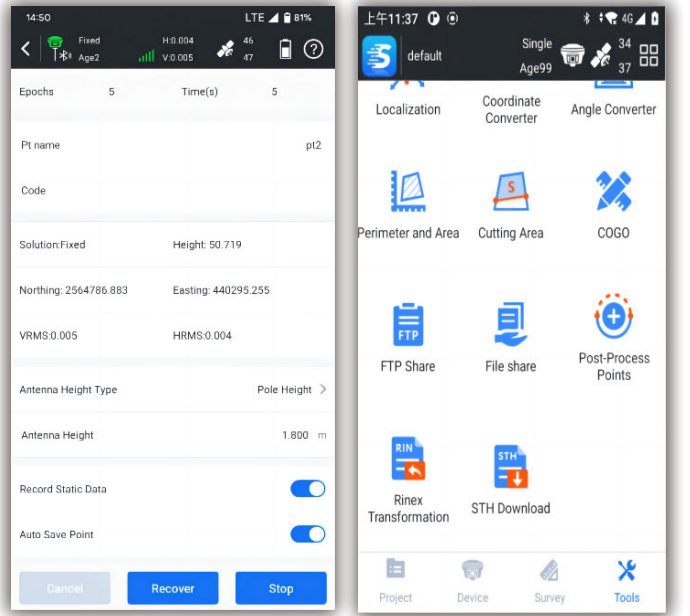 14:50 LTE 81%
Fixed H:0.004 46
Age2 V:0.005 47
Epochs 5 Time(s) 5
Pt name pt2
Code
Solution:Fixed Height: 50.719
Northing: 2564786.883 Easting: 440295.255
VRMS:0.005 HRMS:0.004
Antenna Height Type Pole Height
Antenna Height 1.800 m
Record Static Data
Auto Save Point
Cancel Recover Stop
上午11:37 4G
default Single 34
Age99 37
Localization Coordinate Converter Angle Converter
Perimeter and Area Cutting Area COGO
S
FTP
FTP Share File share Post-Process Points
RIN STH
Rinex Transformation STH Download
Project Device Survey Tools